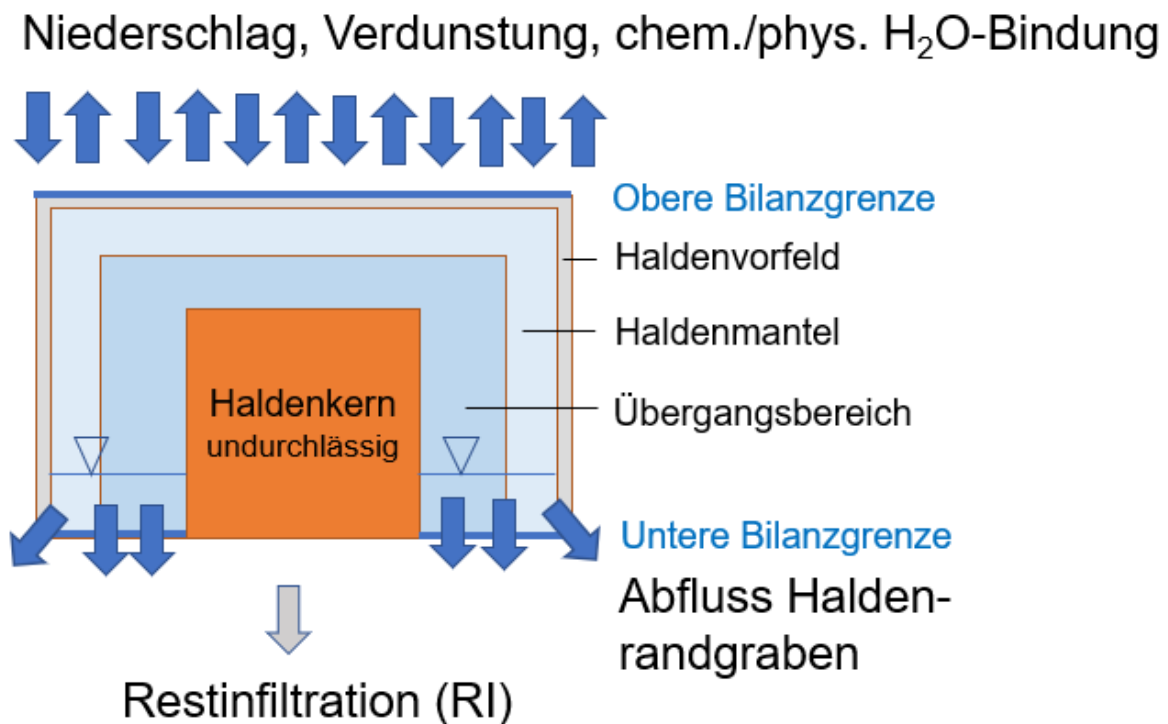 Niederschlag, Verdunstung, chem./phys. H₂O-Bindung
Obere Bilanzgrenze
Haldenvorfeld
Haldenmantel
Übergangsbereich
Haldenkern
undurchlässig
Untere Bilanzgrenze
Abfluss Halden-
randgraben
Restinfiltration (RI)